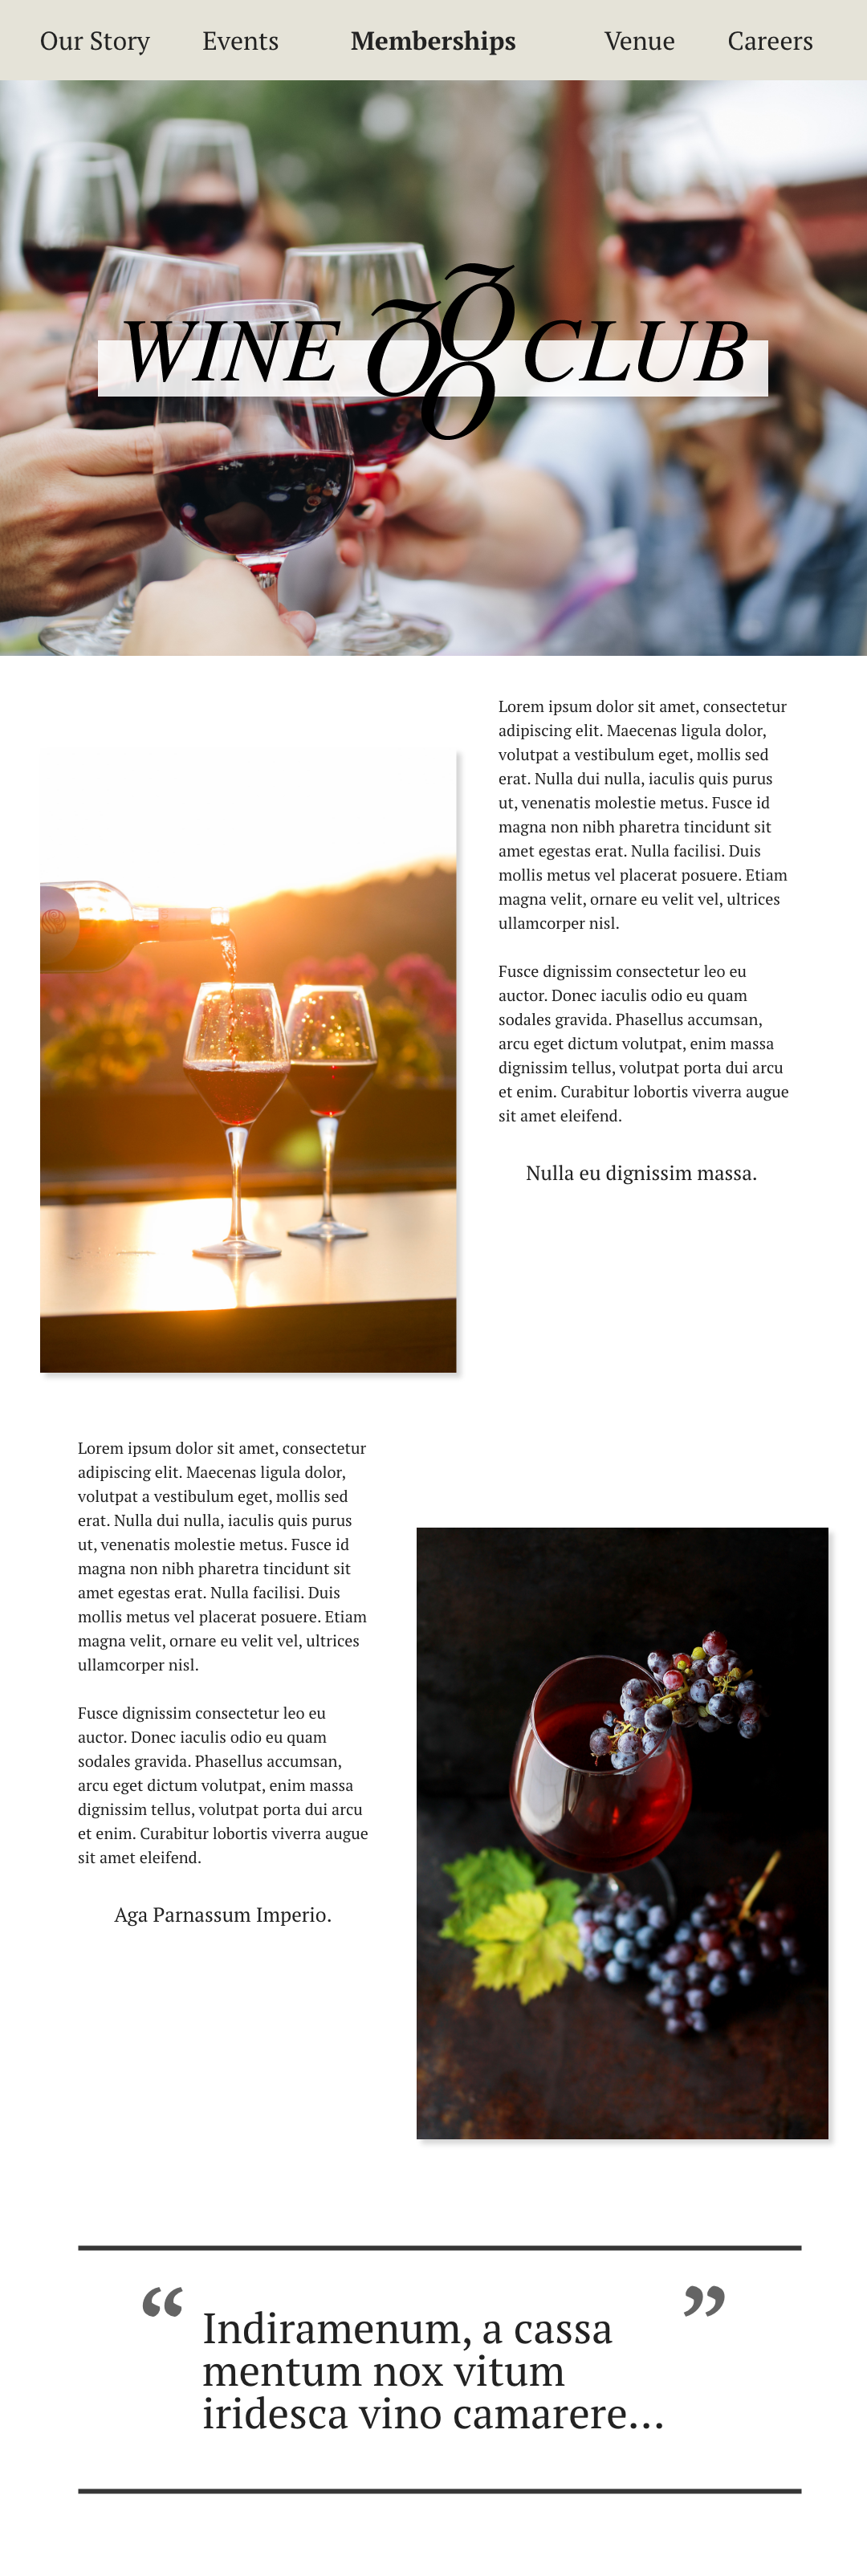 Our Story Events Memberships Venue Careers
WINE CLUB
Lorem ipsum dolor sit amet, consectetur
adipiscing elit. Maecenas ligula dolor,
volutpat a vestibulum eget, mollis sed
erat. Nulla dui nulla, iaculis quis purus
ut, venenatis molestie metus. Fusce id
magna non nibh pharetra tincidunt sit
amet egestas erat. Nulla facilisi. Duis
mollis metus vel placerat posuere. Etiam
magna velit, ornare eu velit vel, ultrices
ullamcorper nisl.
Fusce dignissim consectetur leo eu
auctor. Donec iaculis odio eu quam
sodales gravida. Phasellus accumsan,
arcu eget dictum volutpat, enim massa
dignissim tellus, volutpat porta dui arcu
et enim. Curabitur lobortis viverra augue
sit amet eleifend.
Nulla eu dignissim massa.
Lorem ipsum dolor sit amet, consectetur
adipiscing elit. Maecenas ligula dolor,
volutpat a vestibulum eget, mollis sed
erat. Nulla dui nulla, iaculis quis purus
ut, venenatis molestie metus. Fusce id
magna non nibh pharetra tincidunt sit
amet egestas erat. Nulla facilisi. Duis
mollis metus vel placerat posuere. Etiam
magna velit, ornare eu velit vel, ultrices
ullamcorper nisl.
Fusce dignissim consectetur leo eu
auctor. Donec iaculis odio eu quam
sodales gravida. Phasellus accumsan,
arcu eget dictum volutpat, enim massa
dignissim tellus, volutpat porta dui arcu
et enim. Curabitur lobortis viverra augue
sit amet eleifend.
Aga Parnassum Imperio.
“ Indiramenum, a cassa ”
mentum nox vitum
iridesca vino camarere...